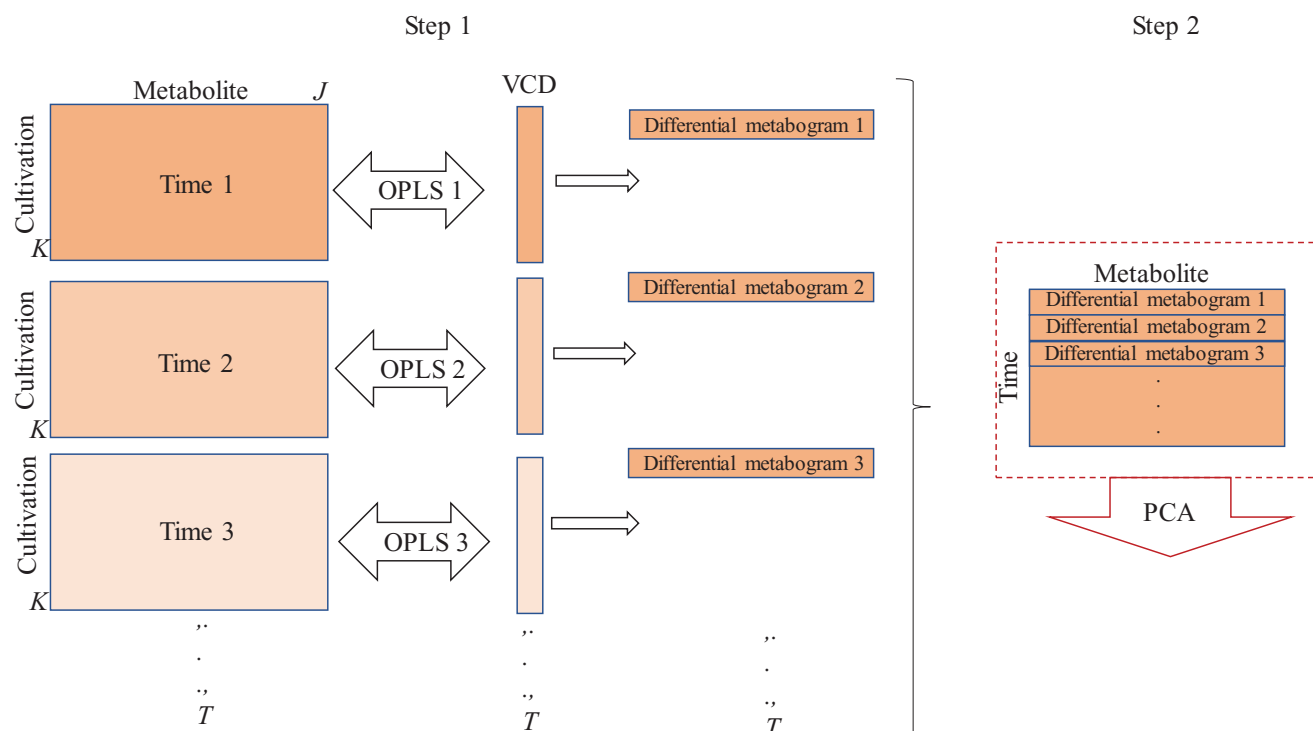 Step 1
Step 2
Metabolite
J
VCD
Cultivation
K
Time 1
OPLS 1
Differential metabogram 1
Cultivation
K
Time 2
OPLS 2
Differential metabogram 2
Cultivation
K
Time 3
OPLS 3
Differential metabogram 3
,.
.
.,
T
,.
.
.,
T
,.
.
.,
T
Metabolite
Time
Differential metabogram 1
Differential metabogram 2
Differential metabogram 3
.
.
.
PCA